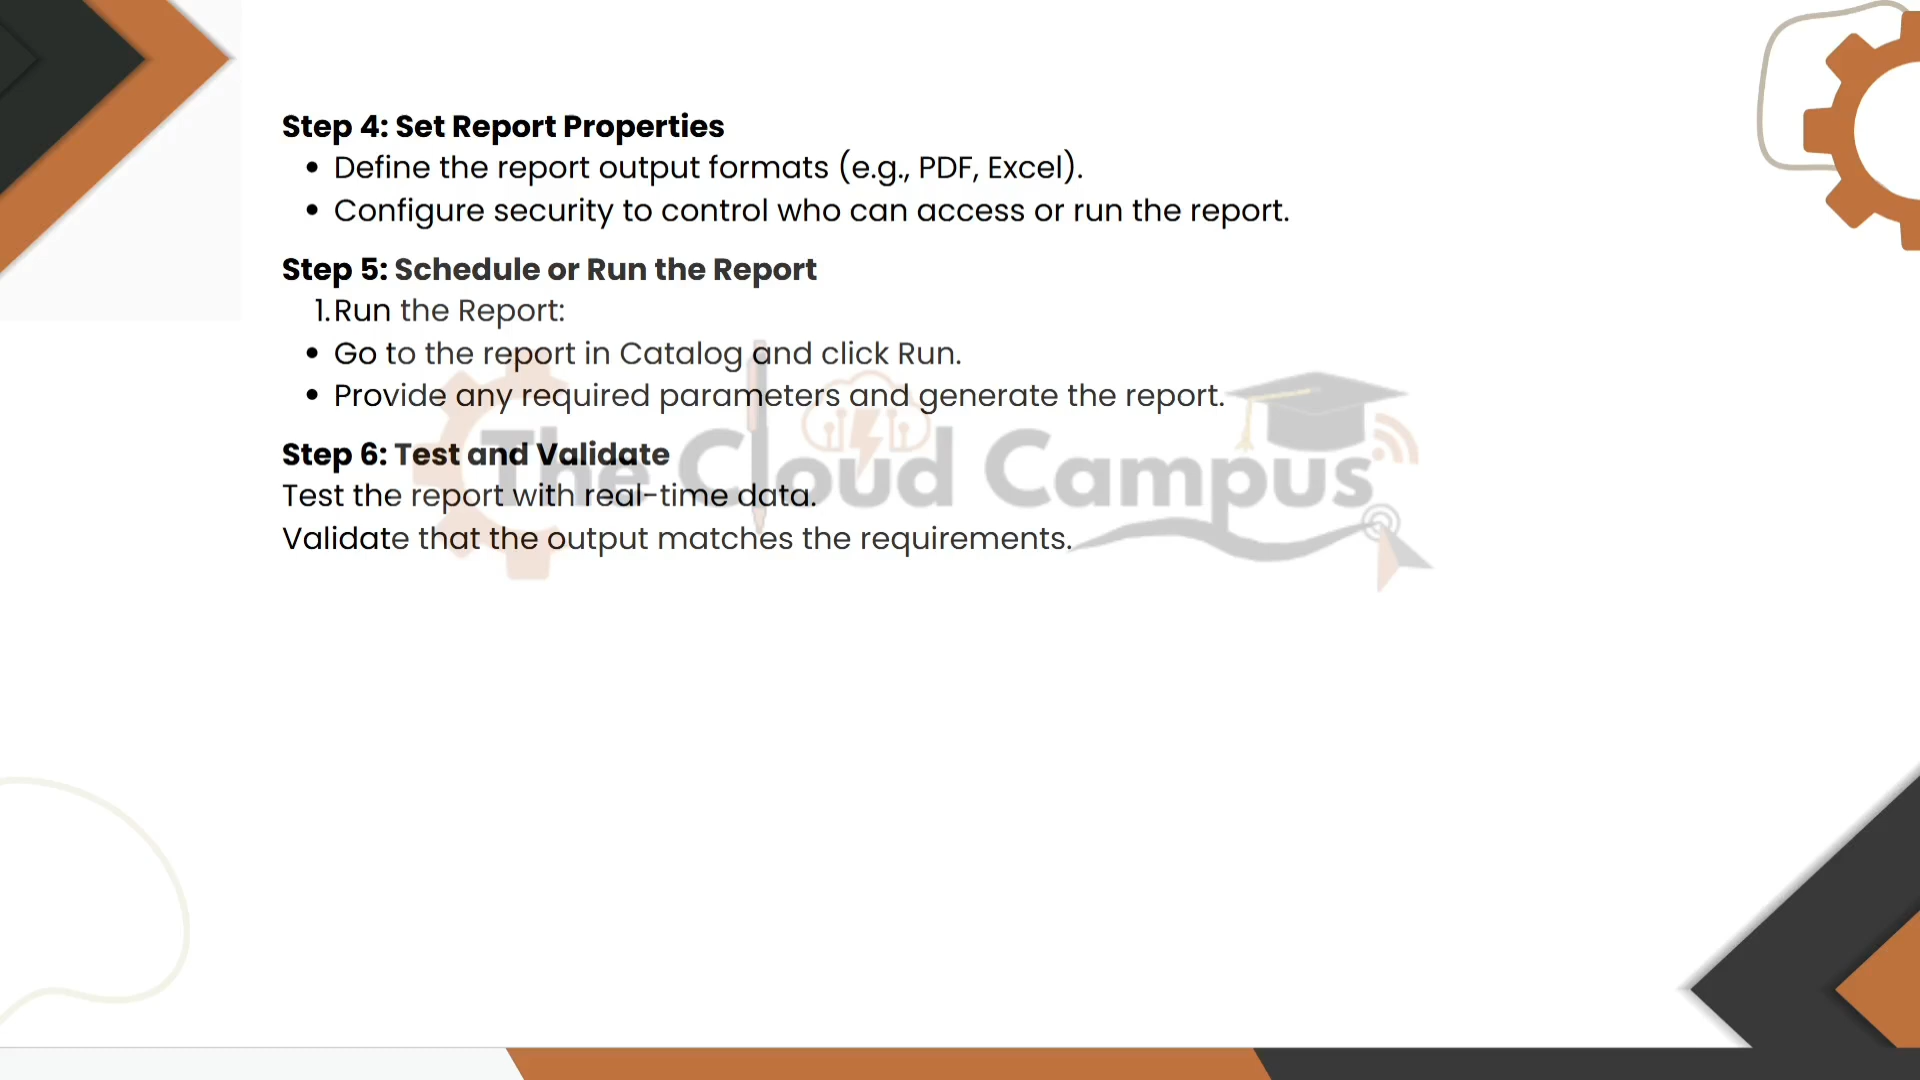 Step 4: Set Report Properties
• Define the report output formats (e.g., PDF, Excel).
• Configure security to control who can access or run the report.
Step 5: Schedule or Run the Report
1. Run the Report:
• Go to the report in Catalog and click Run.
• Provide any required parameters and generate the report.
Step 6: Test and Validate
The Cloud Campus
Test the report with real-time data.
Validate that the output matches the requirements.